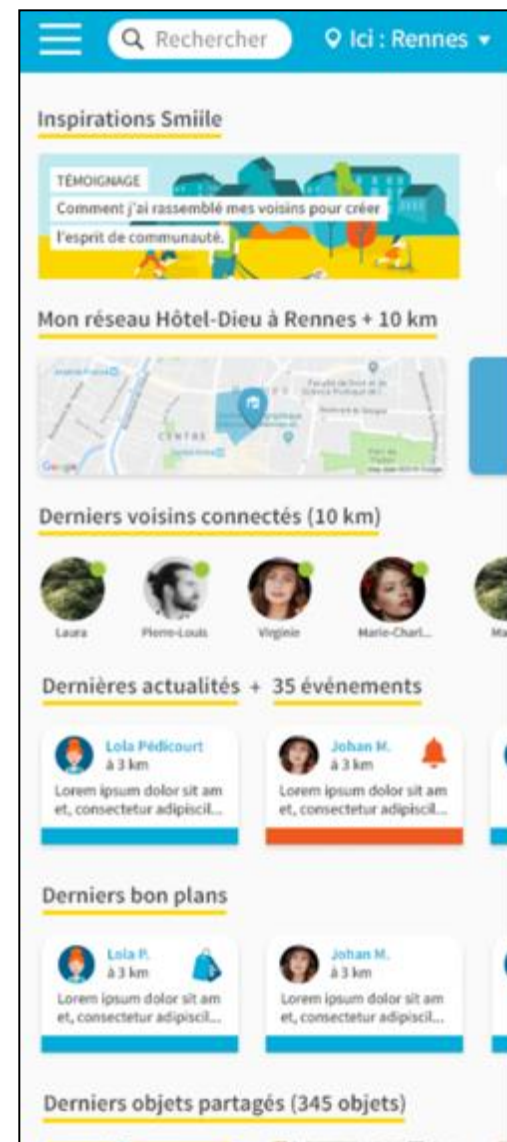 Rechercher
Ici : Rennes
Inspirations Smiile
TÉMOIGNAGE
Comment j'ai rassemblé mes voisins pour créer
l'esprit de communauté.
Mon réseau Hôtel-Dieu à Rennes + 10 km
CENTRE
Google
Derniers voisins connectés (10 km)
Laura Pierre-Louis Virginie Marie-Charl... Ma
Dernières actualités + 35 événements
Lola Pédicourt
à 3 km
Lorem ipsum dolor sit am
et, consectetur adipiscil...
Johan M.
à 3 km
Lorem ipsum dolor sit am
et, consectetur adipiscil...
Derniers bon plans
Lola P.
à 3 km
Lorem ipsum dolor sit am
et, consectetur adipiscil...
Johan M.
à 3 km
Lorem ipsum dolor sit am
et, consectetur adipiscil...
Derniers objets partagés (345 objets)